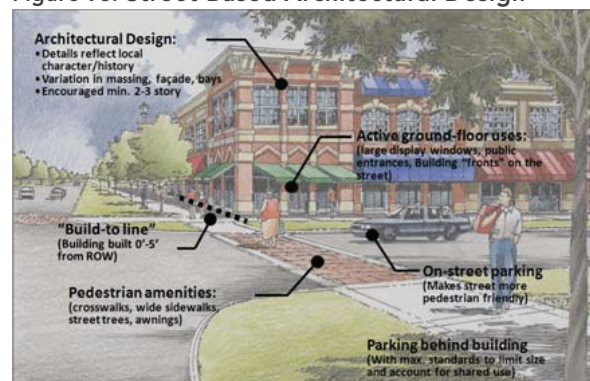 Architectural Design:
•Details reflect local
character/history
•Variation in massing, façade, bays
•Encouraged min. 2-3 story
Active ground-floor uses:
(large display windows, public
entrances, Building "fronts" on the
street)
"Build-to line"
(Building built 0'-5'
from ROW)
On-street parking
(Makes street more
pedestrian friendly)
Pedestrian amenities:
(crosswalks, wide sidewalks,
street trees, awnings)
Parking behind building
(With max. standards to limit size
and account for shared use)